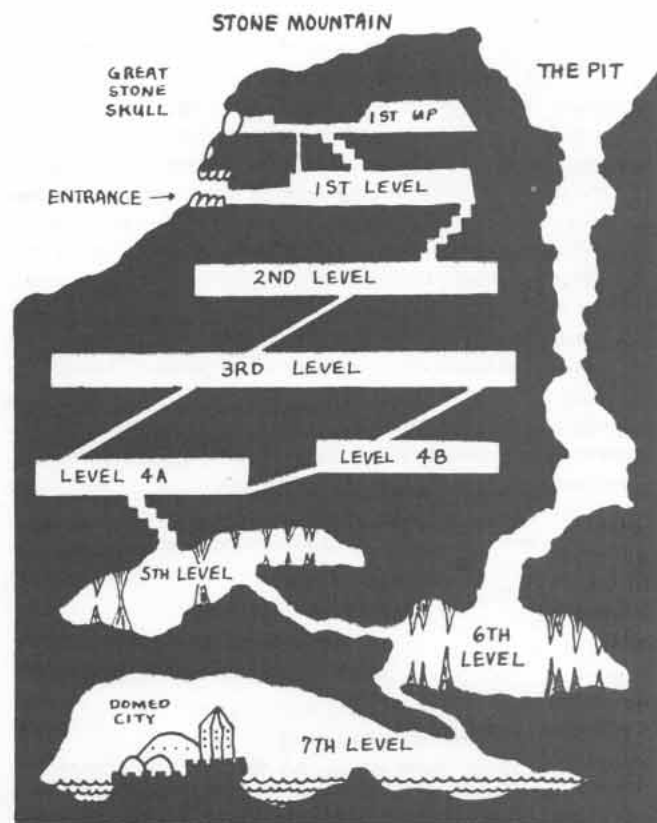 STONE MOUNTAIN
GREAT
STONE
SKULL
THE PIT
1ST UP
ENTRANCE →
1ST LEVEL
2ND LEVEL
3RD LEVEL
LEVEL 4A
LEVEL 4B
5TH LEVEL
6TH
LEVEL
DOMED
CITY
7TH LEVEL